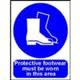 Protective footwear
must be worn
in this area